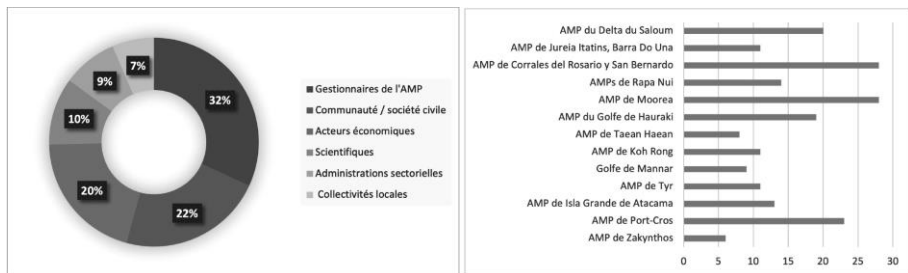 7%
9%
10%
20%
22%
32%
Gestionnaires de l'AMP
Communauté / société civile
Acteurs économiques
Scientifiques
Administrations sectorielles
Collectivités locales
AMP du Delta du Saloum
AMP de Jureia Itatins, Barra Do Una
AMP de Corrales del Rosario y San Bernardo
AMPs de Rapa Nui
AMP de Moorea
AMP du Golfe de Hauraki
AMP de Taean Haean
AMP de Koh Rong
Golfe de Mannar
AMP de Tyr
AMP de Isla Grande de Atacama
AMP de Port-Cros
AMP de Zakynthos
0 5 10 15 20 25 30